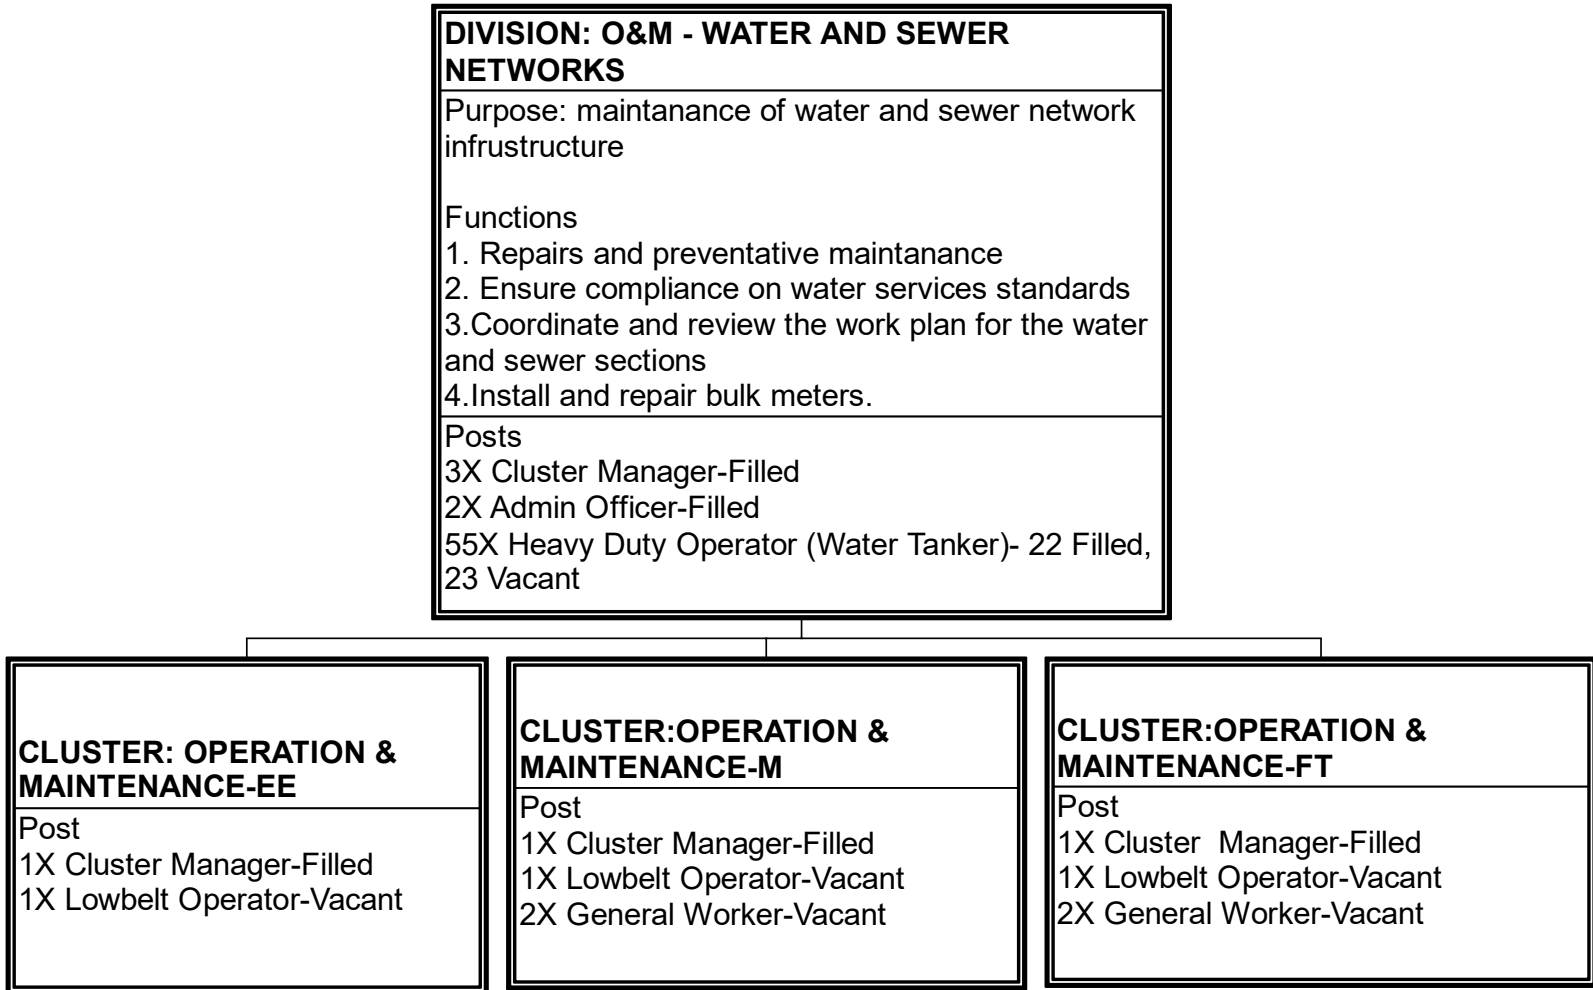 DIVISION: O&M - WATER AND SEWER
NETWORKS
Purpose: maintanance of water and sewer network
infrustructure
Functions
1. Repairs and preventative maintanance
2. Ensure compliance on water services standards
3.Coordinate and review the work plan for the water
and sewer sections
4.Install and repair bulk meters.
Posts
3X Cluster Manager-Filled
2X Admin Officer-Filled
55X Heavy Duty Operator (Water Tanker)- 22 Filled,
23 Vacant
CLUSTER: OPERATION &
MAINTENANCE-EE
Post
1X Cluster Manager-Filled
1X Lowbelt Operator-Vacant
CLUSTER:OPERATION &
MAINTENANCE-M
Post
1X Cluster Manager-Filled
1X Lowbelt Operator-Vacant
2X General Worker-Vacant
CLUSTER:OPERATION &
MAINTENANCE-FT
Post
1X Cluster  Manager-Filled
1X Lowbelt Operator-Vacant
2X General Worker-Vacant